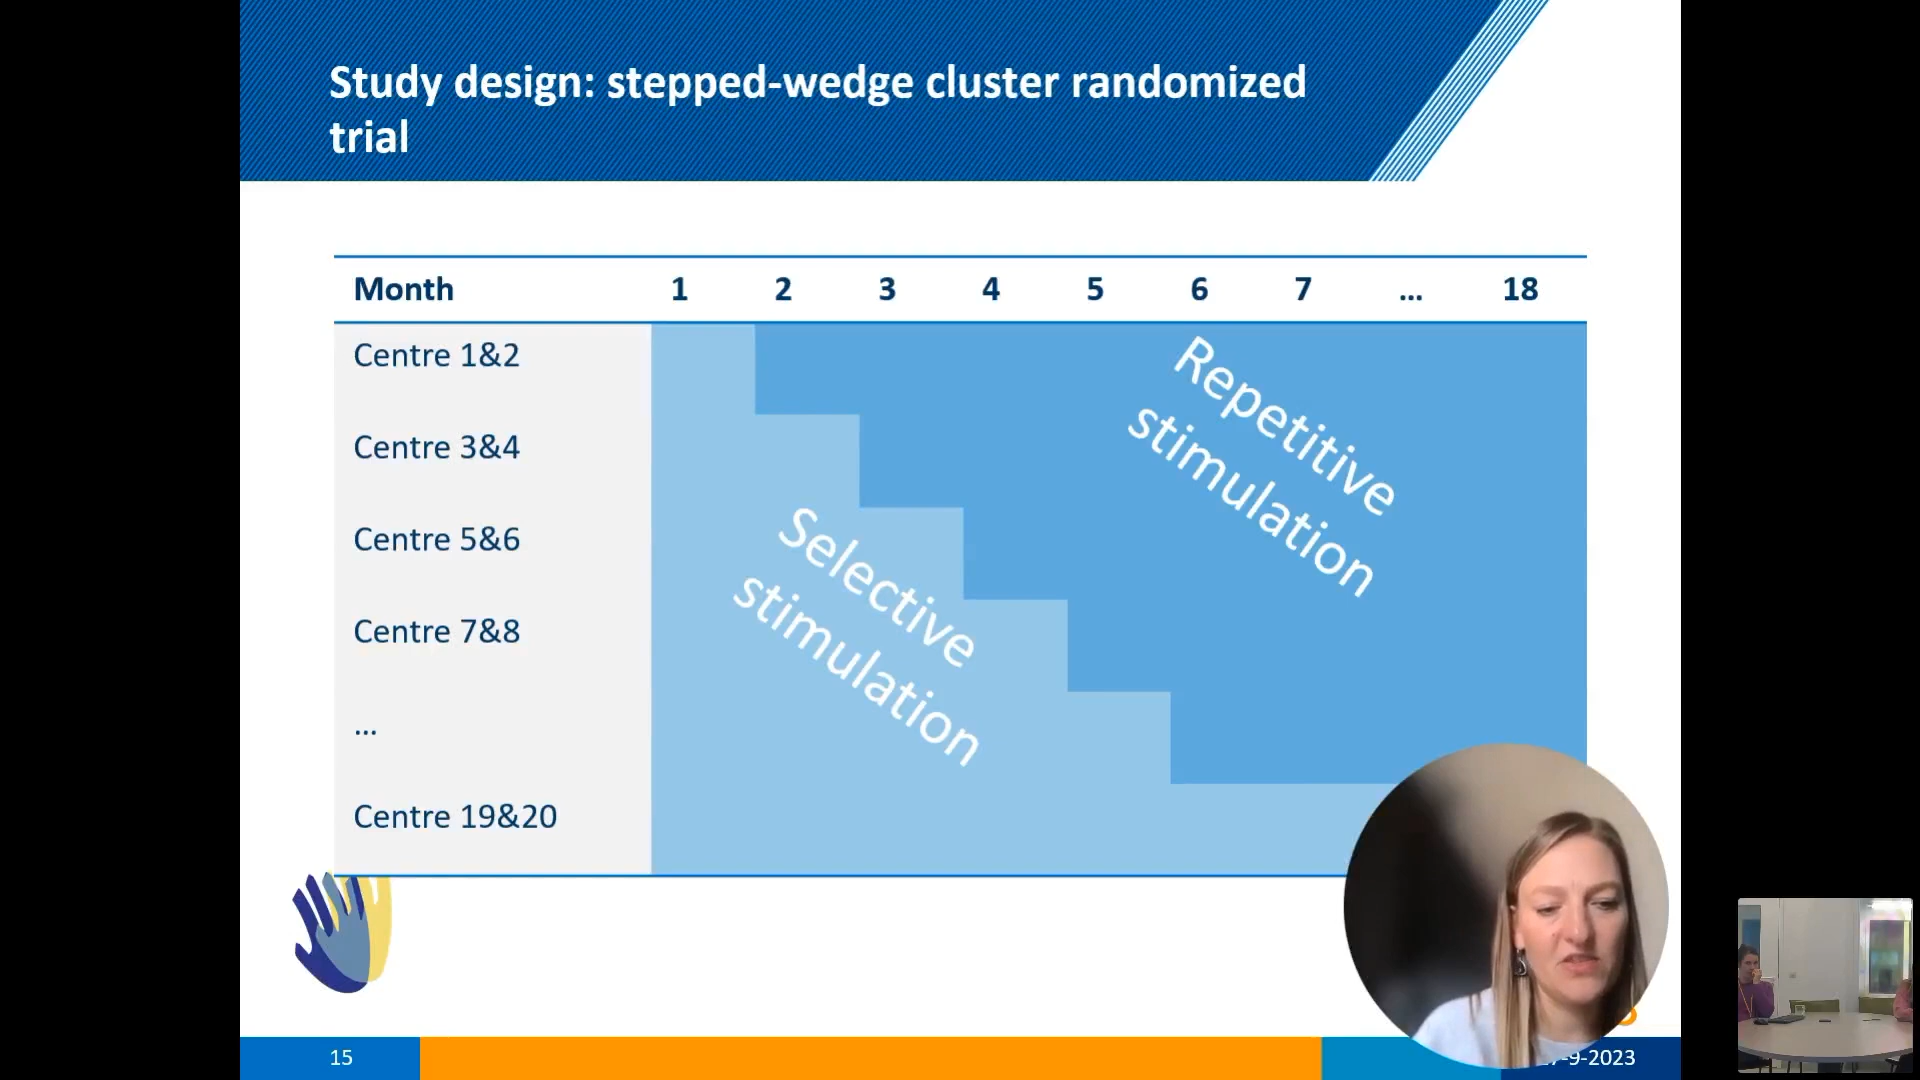 Study design: stepped-wedge cluster randomized
trial
Month 1 2 3 4 5 6 7 ... 18
Centre 1&2
Centre 3&4
Centre 5&6
Centre 7&8
...
Centre 19&20
Repetitive
stimulation
Selective
stimulation
15
7-9-2023